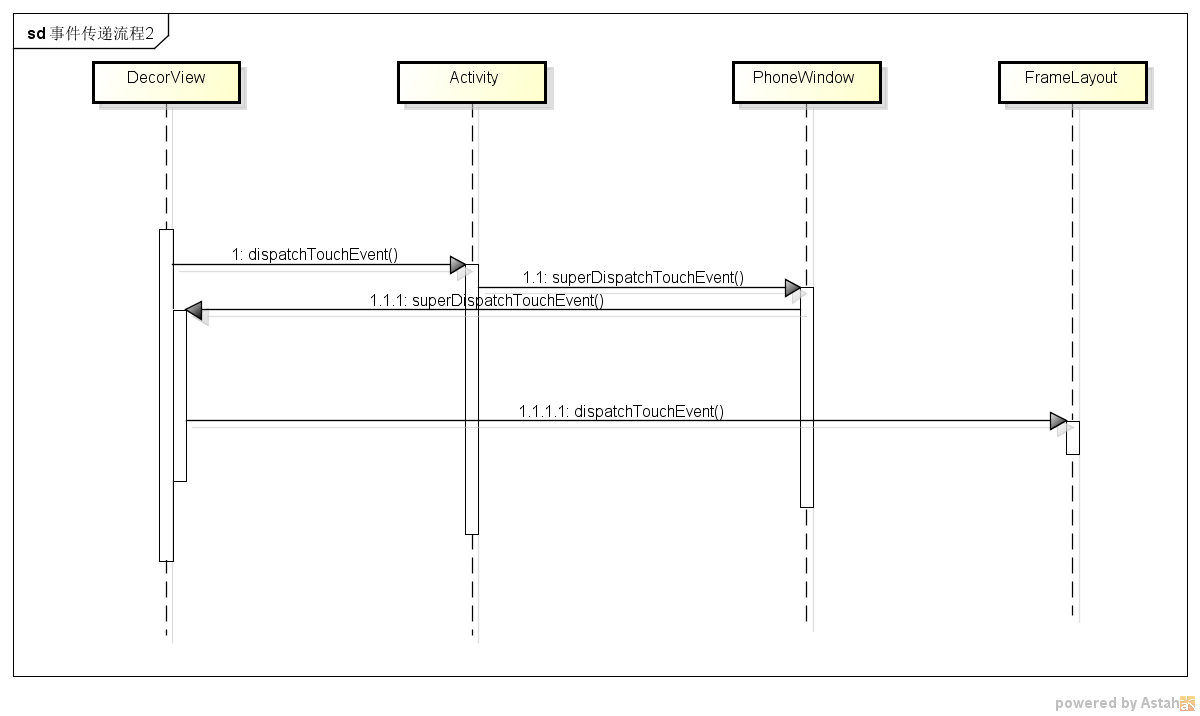 sd 事件传递流程2
DecorView
Activity
PhoneWindow
FrameLayout
1: dispatchTouchEvent()
1.1: superDispatchTouchEvent()
1.1.1: superDispatchTouchEvent()
1.1.1.1: dispatchTouchEvent()
powered by Astah